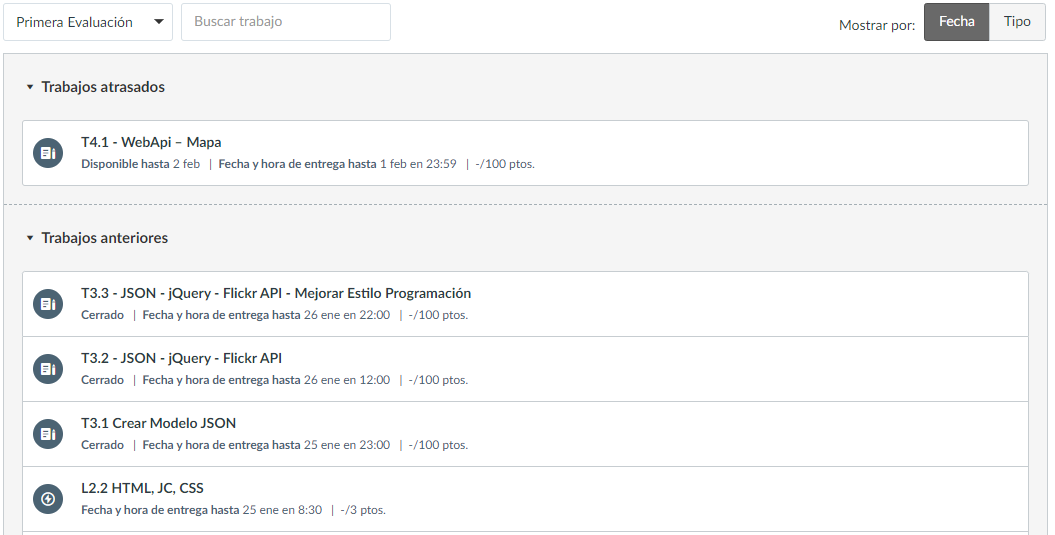 Primera Evaluación
Buscar trabajo
Mostrar por: Fecha Tipo
Trabajos atrasados
T4.1 - WebApi – Mapa
Disponible hasta 2 feb | Fecha y hora de entrega hasta 1 feb en 23:59 | -/100 ptos.
Trabajos anteriores
T3.3 - JSON - jQuery - Flickr API - Mejorar Estilo Programación
Cerrado | Fecha y hora de entrega hasta 26 ene en 22:00 | -/100 ptos.
T3.2 - JSON - jQuery - Flickr API
Cerrado | Fecha y hora de entrega hasta 26 ene en 12:00 | -/100 ptos.
T3.1 Crear Modelo JSON
Cerrado | Fecha y hora de entrega hasta 25 ene en 23:00 | -/100 ptos.
L2.2 HTML, JC, CSS
Fecha y hora de entrega hasta 25 ene en 8:30 | -/3 ptos.